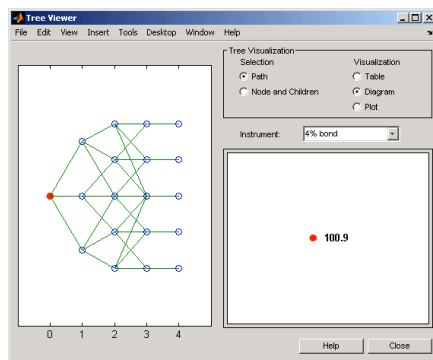 Tree Viewer
File Edit View Insert Tools Desktop Window Help
Tree Visualization
Selection
Visualization
Path
Table
Node and Children
Diagram
Plot
Instrument:
4% bond
100.9
0 1 2 3 4
Help
Close